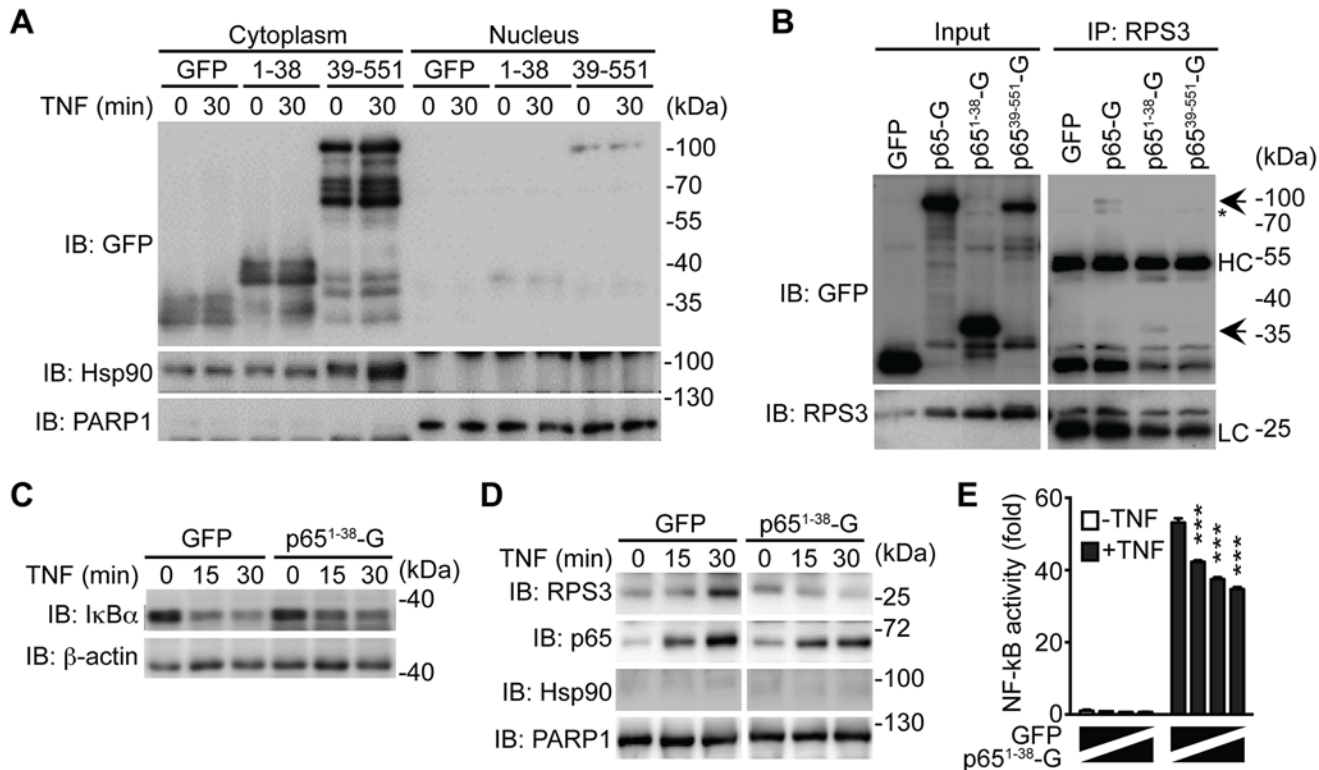 A
Cytoplasm Nucleus
GFP 1-38 39-551 GFP 1-38 39-551
TNF (min) 0 30 0 30 0 30 0 30 0 30 0 30 (kDa)
-100
-70
-55
IB: GFP
-40
-35
IB: Hsp90
-100
-130
IB: PARP1
B
Input IP: RPS3
GFP p65-G p65¹⁻³⁸-G p65³⁹⁻⁵⁵¹-G GFP p65-G p65¹⁻³⁸-G p65³⁹⁻⁵⁵¹-G
(kDa)
-100
*
-70
HC -55
IB: GFP
-40
-35
IB: RPS3
LC -25
C
GFP p65¹⁻³⁸-G
TNF (min) 0 15 30 0 15 30 (kDa)
-40
IB: IκBα
IB: β-actin
-40
D
GFP p65¹⁻³⁸-G
TNF (min) 0 15 30 0 15 30 (kDa)
IB: RPS3 -25
-72
IB: p65
-100
IB: Hsp90
-130
IB: PARP1
E
NF-kB activity (fold)
60
40
20
0
-TNF
+TNF
*** *** ***
GFP
p65¹⁻³⁸-G